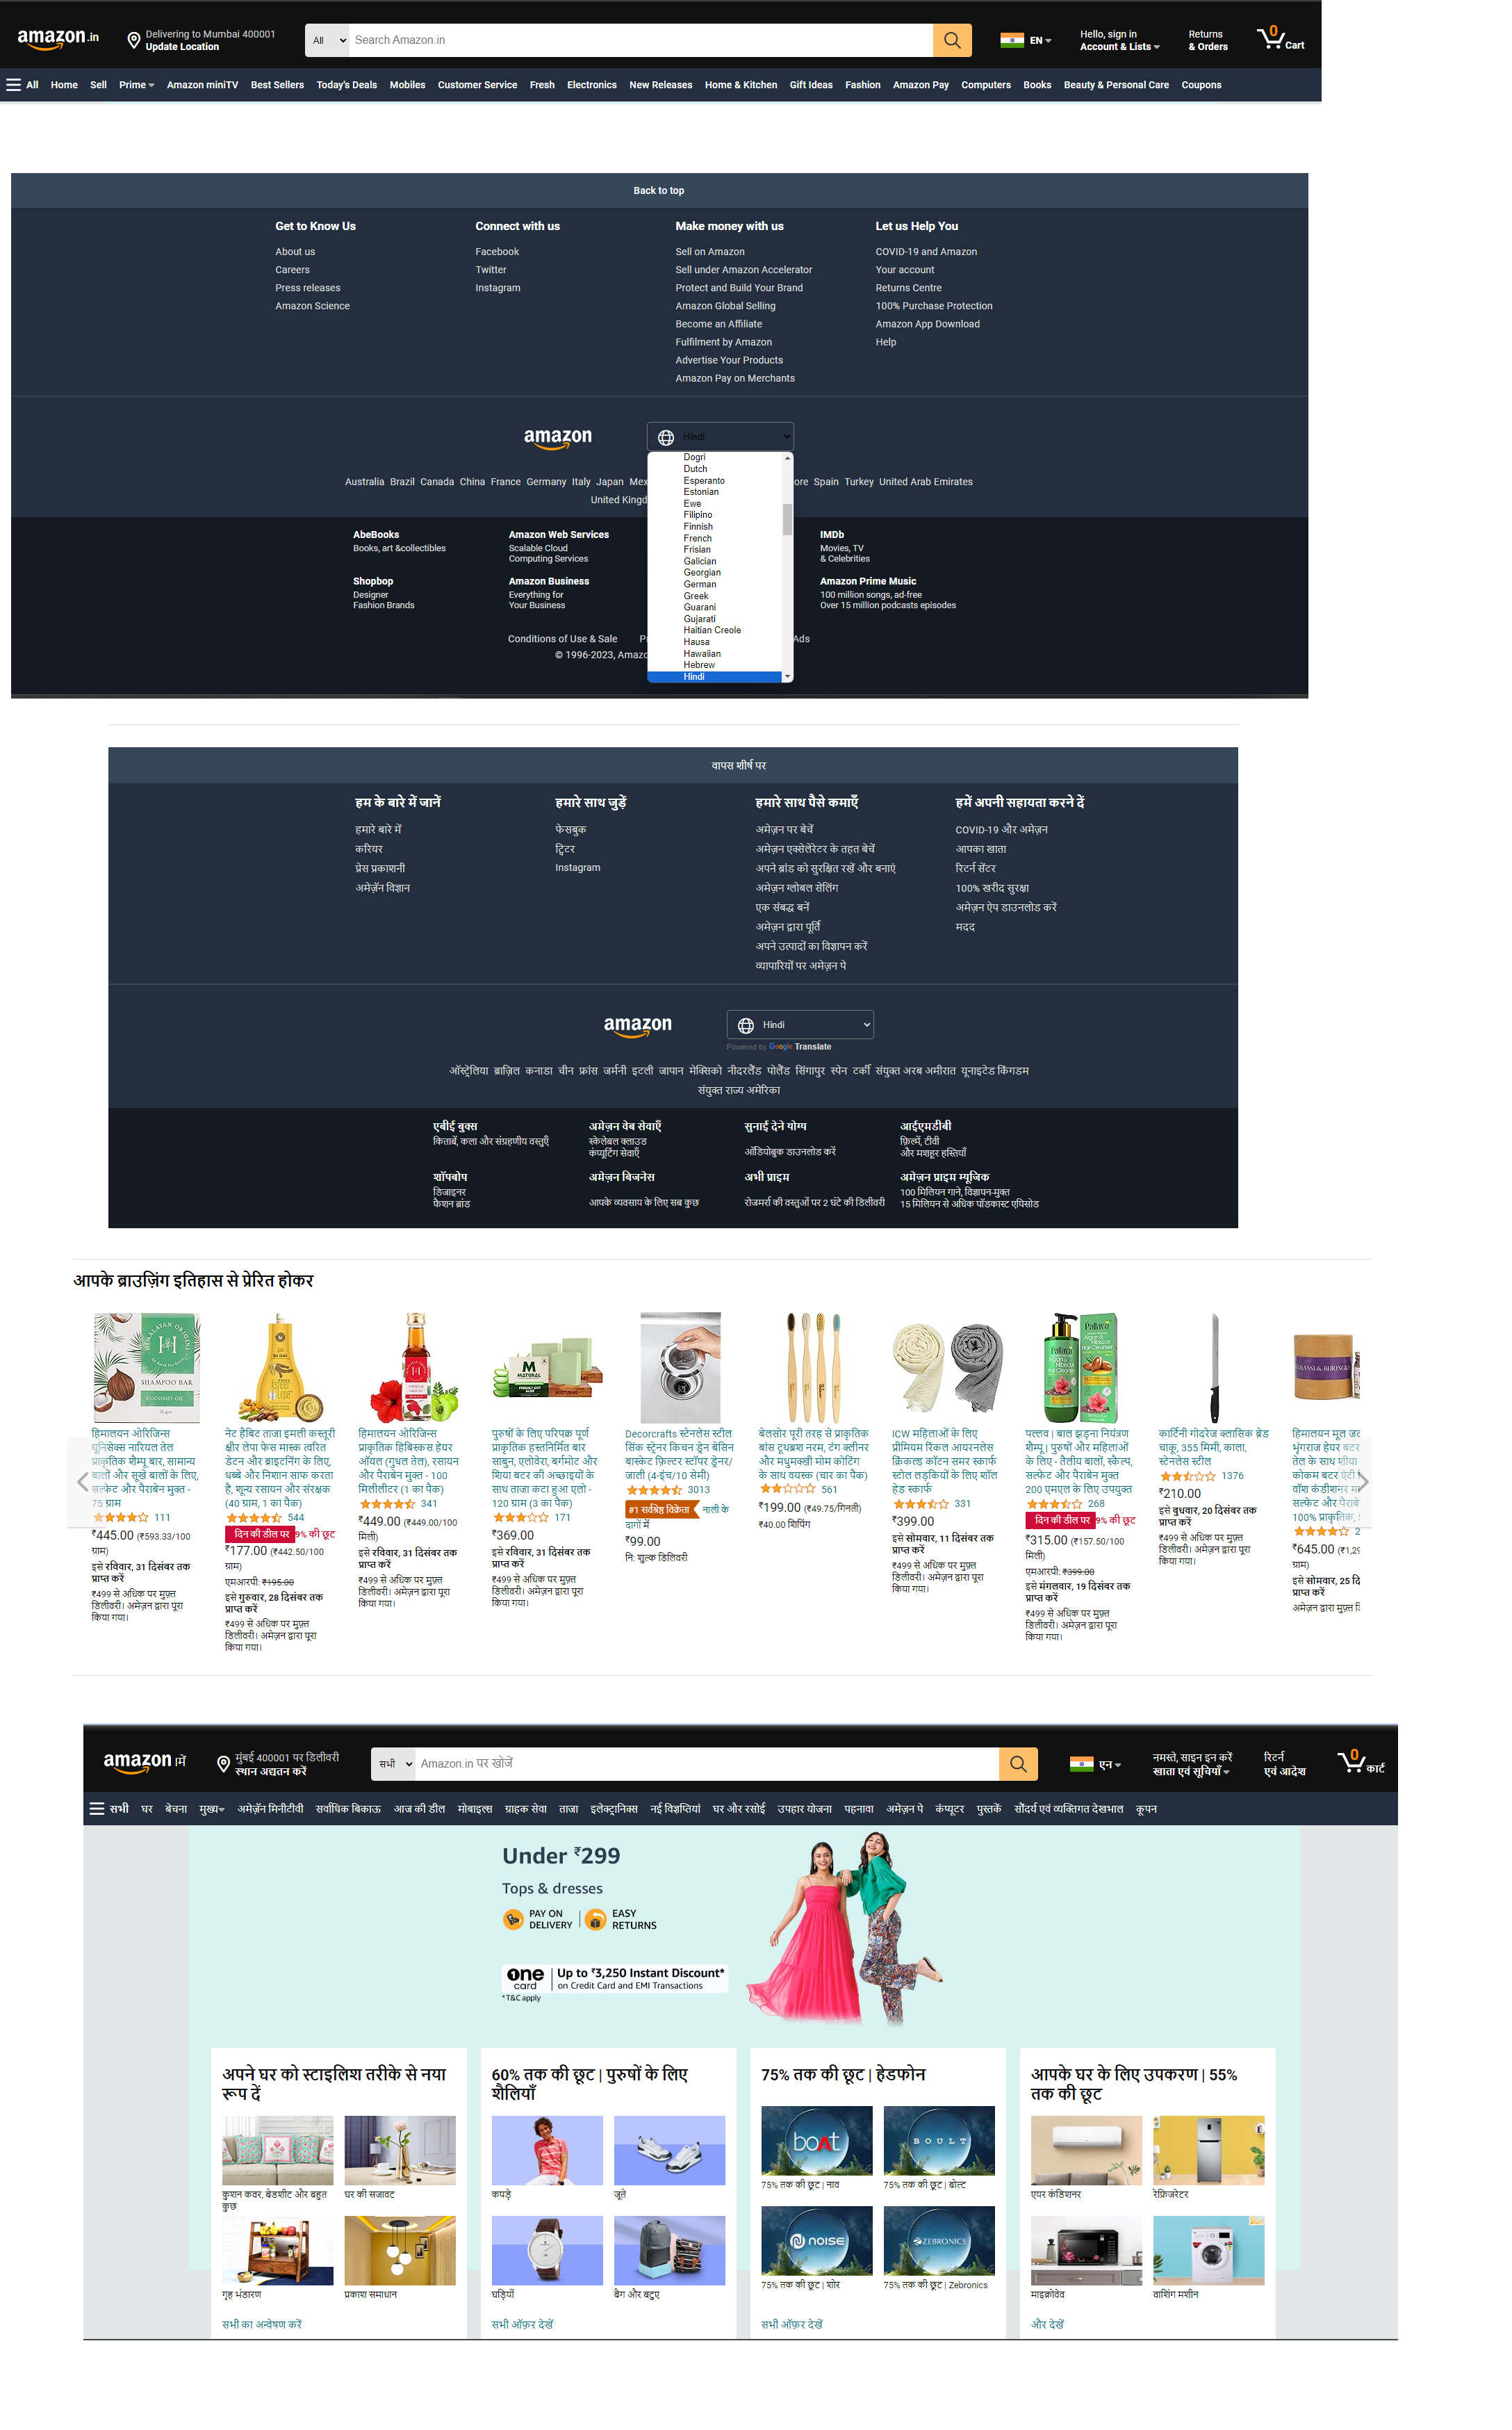 amazon.in
Delivering to Mumbai 400001
Update Location
All
Search Amazon.in
EN
Hello, sign in
Account & Lists
Returns
& Orders
0
Cart
All Home Sell Prime Amazon miniTV Best Sellers Today's Deals Mobiles Customer Service Fresh Electronics New Releases Home & Kitchen Gift Ideas Fashion Amazon Pay Computers Books Beauty & Personal Care Coupons
Back to top
Get to Know Us
About us
Careers
Press releases
Amazon Science
Connect with us
Facebook
Twitter
Instagram
Make money with us
Sell on Amazon
Sell under Amazon Accelerator
Protect and Build Your Brand
Amazon Global Selling
Become an Affiliate
Fulfilment by Amazon
Advertise Your Products
Amazon Pay on Merchants
Let us Help You
COVID-19 and Amazon
Your account
Returns Centre
100% Purchase Protection
Amazon App Download
Help
amazon
Hindi
Dogri
Dutch
Esperanto
Estonian
Ewe
Filipino
Finnish
French
Frisian
Galician
Georgian
German
Greek
Guarani
Gujarati
Haitian Creole
Hausa
Hawaiian
Hebrew
Hindi
Australia Brazil Canada China France Germany Italy Japan Mex ore Spain Turkey United Arab Emirates
United Kingd
AbeBooks
Books, art &collectibles
Amazon Web Services
Scalable Cloud
Computing Services
IMDb
Movies, TV
& Celebrities
Shopbop
Designer
Fashion Brands
Amazon Business
Everything for
Your Business
Amazon Prime Music
100 million songs, ad-free
Over 15 million podcasts episodes
Conditions of Use & Sale Pr Ads
© 1996-2023, Amazo
वापस शीर्ष पर
हम के बारे में जानें
हमारे बारे में
करियर
प्रेस प्रकाशनी
अमेज़ॅन विज्ञान
हमारे साथ जुड़ें
फेसबुक
ट्विटर
Instagram
हमारे साथ पैसे कमाएँ
अमेज़न पर बेचें
अमेज़न एक्सेलेरेटर के तहत बेचें
अपने ब्रांड को सुरक्षित रखें और बनाएं
अमेज़न ग्लोबल सेलिंग
एक संबद्ध बनें
अमेज़न द्वारा पूर्ति
अपने उत्पादों का विज्ञापन करें
व्यापारियों पर अमेज़न पे
हमें अपनी सहायता करने दें
COVID-19 और अमेज़न
आपका खाता
रिटर्न सेंटर
100% खरीद सुरक्षा
अमेज़न ऐप डाउनलोड करें
मदद
amazon
Hindi
Powered by Google Translate
ऑस्ट्रेलिया ब्राज़िल कनाडा चीन फ्रांस जर्मनी इटली जापान मेक्सिको नीदरलैंड पोलैंड सिंगापुर स्पेन टर्की संयुक्त अरब अमीरात यूनाइटेड किंगडम
संयुक्त राज्य अमेरिका
एबीई बुक्स
किताबें, कला और संग्रहणीय वस्तुएँ
अमेज़न वेब सेवाएँ
स्केलेबल क्लाउड
कंप्यूटिंग सेवाएँ
सुनाई देने योग्य
ऑडियोबुक डाउनलोड करें
आईएमडीबी
फ़िल्में, टीवी
और मशहूर हस्तियाँ
शॉपबोप
डिजाइनर
फैशन ब्रांड
अमेज़न बिजनेस
आपके व्यवसाय के लिए सब कुछ
अभी प्राइम
रोजमर्रा की वस्तुओं पर 2 घंटे की डिलीवरी
अमेज़न प्राइम म्यूजिक
100 मिलियन गाने, विज्ञापन-मुक्त
15 मिलियन से अधिक पॉडकास्ट एपिसोड
आपके ब्राउज़िंग इतिहास से प्रेरित होकर
हिमालयन ओरिजिन्स
यूनिसेक्स नारियल तेल
प्राकृतिक शैम्पू बार, सामान्य
बालों और सूखे बालों के लिए,
सल्फेट और पैराबेन मुक्त -
75 ग्राम
111
₹445.00 (₹593.33/100
ग्राम)
इसे रविवार, 31 दिसंबर तक
प्राप्त करें
₹499 से अधिक पर मुफ़्त
डिलीवरी। अमेज़न द्वारा पूरा
किया गया।
नेट हैबिट ताजा इमली कस्तूरी
क्षीर लेपा फेस मास्क त्वरित
डेटन और ब्राइटनिंग के लिए,
धब्बे और निशान साफ करता
है, शून्य रसायन और संरक्षक
(40 ग्राम, 1 का पैक)
544
दिन की डील पर 9% की छूट
₹177.00 (₹442.50/100
ग्राम)
एमआरपी: ₹195.00
इसे गुरुवार, 28 दिसंबर तक
प्राप्त करें
₹499 से अधिक पर मुफ़्त
डिलीवरी। अमेज़न द्वारा पूरा
किया गया।
हिमालयन ओरिजिन्स
प्राकृतिक हिबिस्कस हेयर
ऑयल (गुधल तेल), रसायन
और पैराबेन मुक्त - 100
मिलीलीटर (1 का पैक)
341
₹449.00 (₹449.00/100
मिली)
इसे रविवार, 31 दिसंबर तक
प्राप्त करें
₹499 से अधिक पर मुफ़्त
डिलीवरी। अमेज़न द्वारा पूरा
किया गया।
पुरुषों के लिए परिपक्व पूर्ण
प्राकृतिक हस्तनिर्मित बार
साबुन, एलोवेरा, बर्गमोट और
शिया बटर की अच्छाइयों के
साथ ताजा कटा हुआ एलो -
120 ग्राम (3 का पैक)
171
₹369.00
इसे रविवार, 31 दिसंबर तक
प्राप्त करें
₹499 से अधिक पर मुफ़्त
डिलीवरी। अमेज़न द्वारा पूरा
किया गया।
Decorcrafts स्टेनलेस स्टील
सिंक स्ट्रेनर किचन ड्रेन बेसिन
बास्केट फ़िल्टर स्टॉपर ड्रेनर/
जाली (4-इंच/10 सेमी)
3013
#1 सर्वश्रेष्ठ विक्रेता नाली के
दागों में
₹99.00
नि: शुल्क डिलिवरी
बेलसोर पूरी तरह से प्राकृतिक
बांस टूथब्रश नरम, टंग क्लीनर
और मधुमक्खी मोम कोटिंग
के साथ वयस्क (चार का पैक)
561
₹199.00 (₹49.75/गिनती)
₹40.00 शिपिंग
ICW महिलाओं के लिए
प्रीमियम रिंकल आयरनलेस
क्रिंकल्ड कॉटन समर स्कार्फ
स्टोल लड़कियों के लिए शॉल
हेड स्कार्फ
331
₹399.00
इसे सोमवार, 11 दिसंबर तक
प्राप्त करें
₹499 से अधिक पर मुफ़्त
डिलीवरी। अमेज़न द्वारा पूरा
किया गया।
पल्लव। बाल झड़ना नियंत्रण
शैम्पू। पुरुषों और महिलाओं
के लिए - तैलीय बालों, स्कैल्प,
सल्फेट और पैराबेन मुक्त
200 एमएल के लिए उपयुक्त
268
दिन की डील पर 9% की छूट
₹315.00 (₹157.50/100
मिली)
एमआरपी: ₹399.00
इसे मंगलवार, 19 दिसंबर तक
प्राप्त करें
₹499 से अधिक पर मुफ़्त
डिलीवरी। अमेज़न द्वारा पूरा
किया गया।
कार्टिनी गोदरेज क्लासिक ब्रेड
चाकू, 355 मिमी, काला,
स्टेनलेस स्टील
1376
₹210.00
इसे बुधवार, 20 दिसंबर तक
प्राप्त करें
₹499 से अधिक पर मुफ़्त
डिलीवरी। अमेज़न द्वारा पूरा
किया गया।
हिमालयन मूल
भृंगराज हेयर बटर
तेल के साथ शीया
कोकम बटर एंटी
वॉश कंडीशनर
सल्फेट और
100% प्राकृतिक,
2
₹645.00 (₹1,29
ग्राम)
इसे सोमवार, 25
प्राप्त करें
अमेज़न द्वारा मुफ़्त
HIMALAYAN ORIGINS
SHAMPOO BAR
COCONUT OIL
M
NATURAL
Pallava
amazon ।में
मुंबई 400001 पर डिलीवरी
स्थान अद्यतन करें
सभी
Amazon.in पर खोजें
एन
नमस्ते, साइन इन करें
खाता एवं सूचियाँ
रिटर्न
एवं आदेश
0
कार्ट
सभी घर बेचना मुख्य अमेज़ॅन मिनीटीवी सर्वाधिक बिकाऊ आज की डील मोबाइल्स ग्राहक सेवा ताजा इलेक्ट्रानिक्स नई विज्ञप्तियां घर और रसोई उपहार योजना पहनावा अमेज़न पे कंप्यूटर पुस्तकें सौंदर्य एवं व्यक्तिगत देखभाल कूपन
Under ₹299
Tops & dresses
PAY ON
DELIVERY
EASY
RETURNS
one
card
Up to ₹3,250 Instant Discount*
on Credit Card and EMI Transactions
*T&C apply
अपने घर को स्टाइलिश तरीके से नया
रूप दें
कुशन कवर, बेडशीट और बहुत
कुछ
घर की सजावट
गृह भंडारण
प्रकाश समाधान
सभी का अन्वेषण करें
60% तक की छूट | पुरुषों के लिए
शैलियाँ
कपड़े
जूते
घड़ियों
बैग और बटुए
सभी ऑफ़र देखें
75% तक की छूट | हेडफोन
boAt
BOULT
75% तक की छूट | नाव
75% तक की छूट | बोल्ट
noise
ZEBRONICS
75% तक की छूट | शोर
75% तक की छूट | Zebronics
सभी ऑफ़र देखें
आपके घर के लिए उपकरण | 55%
तक की छूट
एयर कंडिशनर
रेफ़्रिजरेटर
माइक्रोवेव
वाशिंग मशीन
और देखें